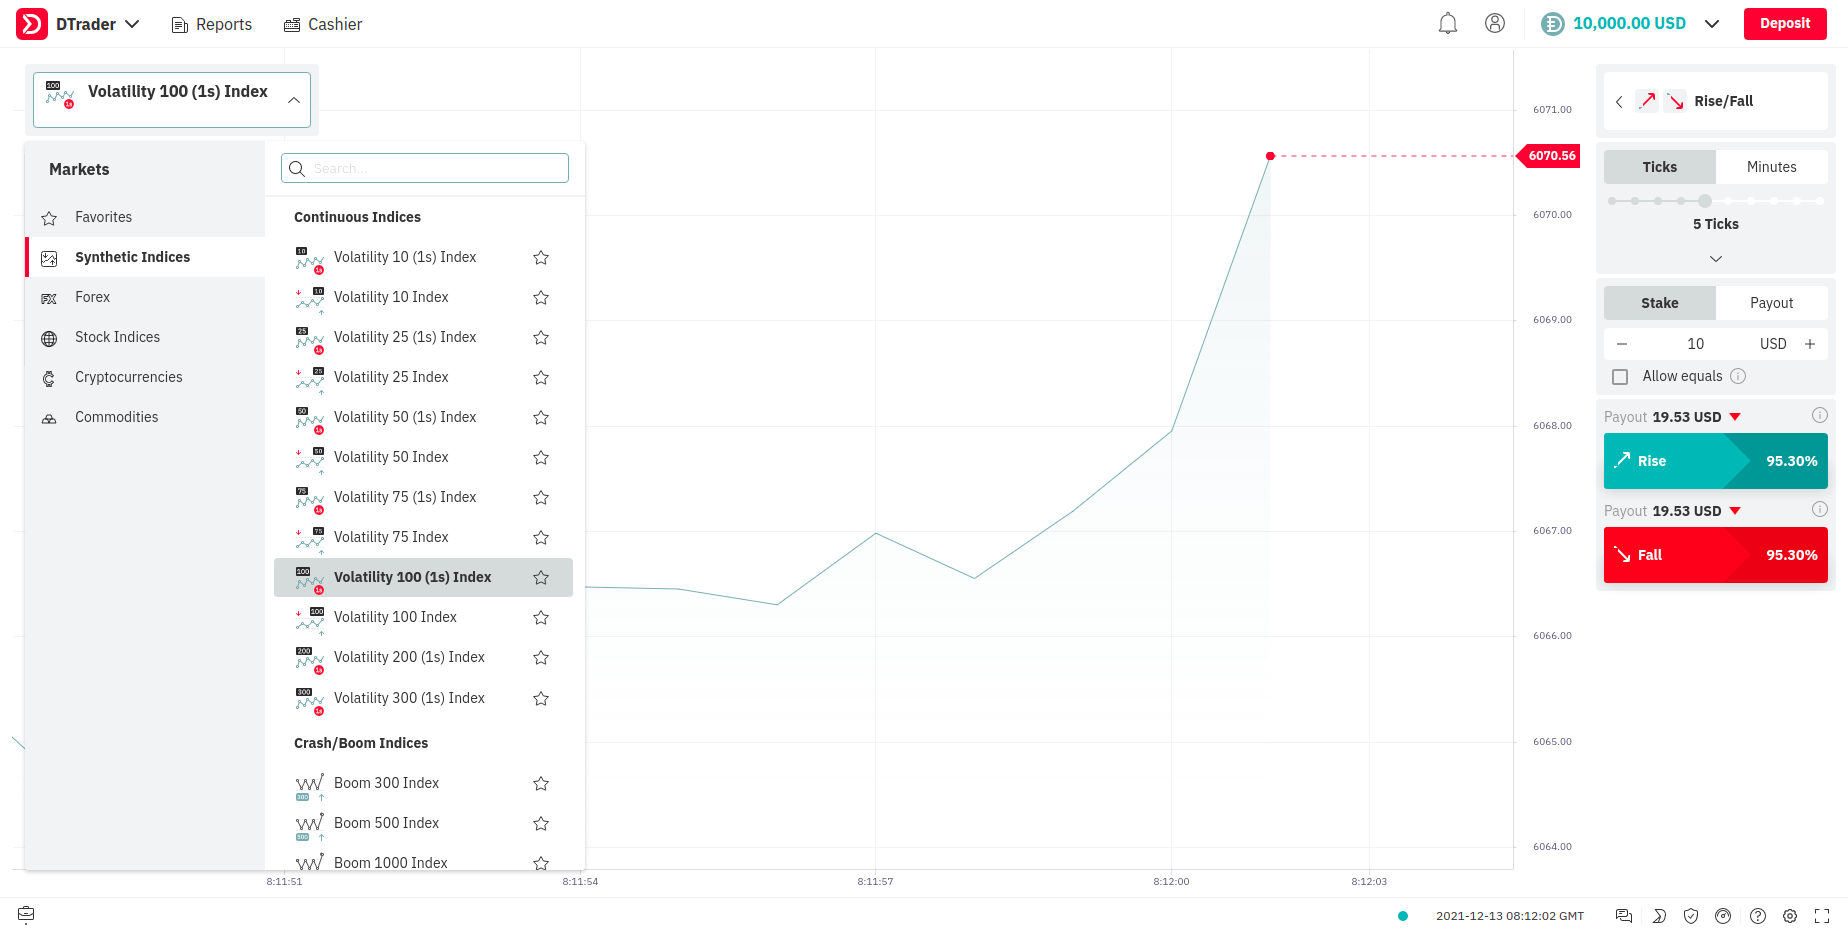 DTrader Reports Cashier 10,000.00 USD Deposit
Volatility 100 (1s) Index
Markets
Favorites
Synthetic Indices
Forex
Stock Indices
Cryptocurrencies
Commodities
Search...
Continuous Indices
Volatility 10 (1s) Index
Volatility 10 Index
Volatility 25 (1s) Index
Volatility 25 Index
Volatility 50 (1s) Index
Volatility 50 Index
Volatility 75 (1s) Index
Volatility 75 Index
Volatility 100 (1s) Index
Volatility 100 Index
Volatility 200 (1s) Index
Volatility 300 (1s) Index
Crash/Boom Indices
Boom 300 Index
Boom 500 Index
Boom 1000 Index
6071.00
6070.56
6070.00
6069.00
6068.00
6067.00
6066.00
6065.00
6064.00
8:11:51 8:11:54 8:11:57 8:12:00 8:12:03
Rise/Fall
Ticks Minutes
5 Ticks
Stake Payout
10 USD
Allow equals
Payout 19.53 USD
Rise 95.30%
Payout 19.53 USD
Fall 95.30%
2021-12-13 08:12:02 GMT